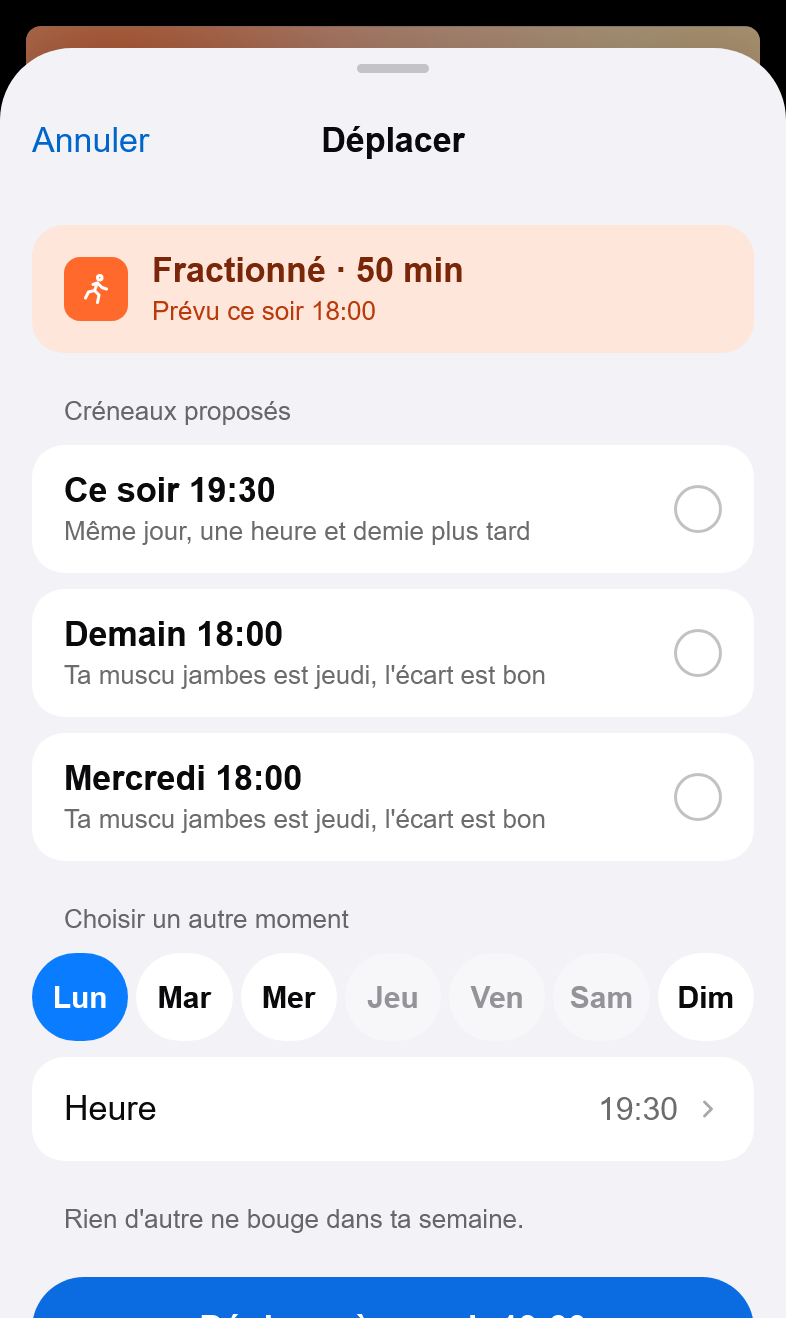 Annuler
Déplacer
Fractionné · 50 min
Prévu ce soir 18:00
Créneaux proposés
Ce soir 19:30
Même jour, une heure et demie plus tard
Demain 18:00
Ta muscu jambes est jeudi, l'écart est bon
Mercredi 18:00
Ta muscu jambes est jeudi, l'écart est bon
Choisir un autre moment
Lun Mar Mer Jeu Ven Sam Dim
Heure 19:30
Rien d'autre ne bouge dans ta semaine.